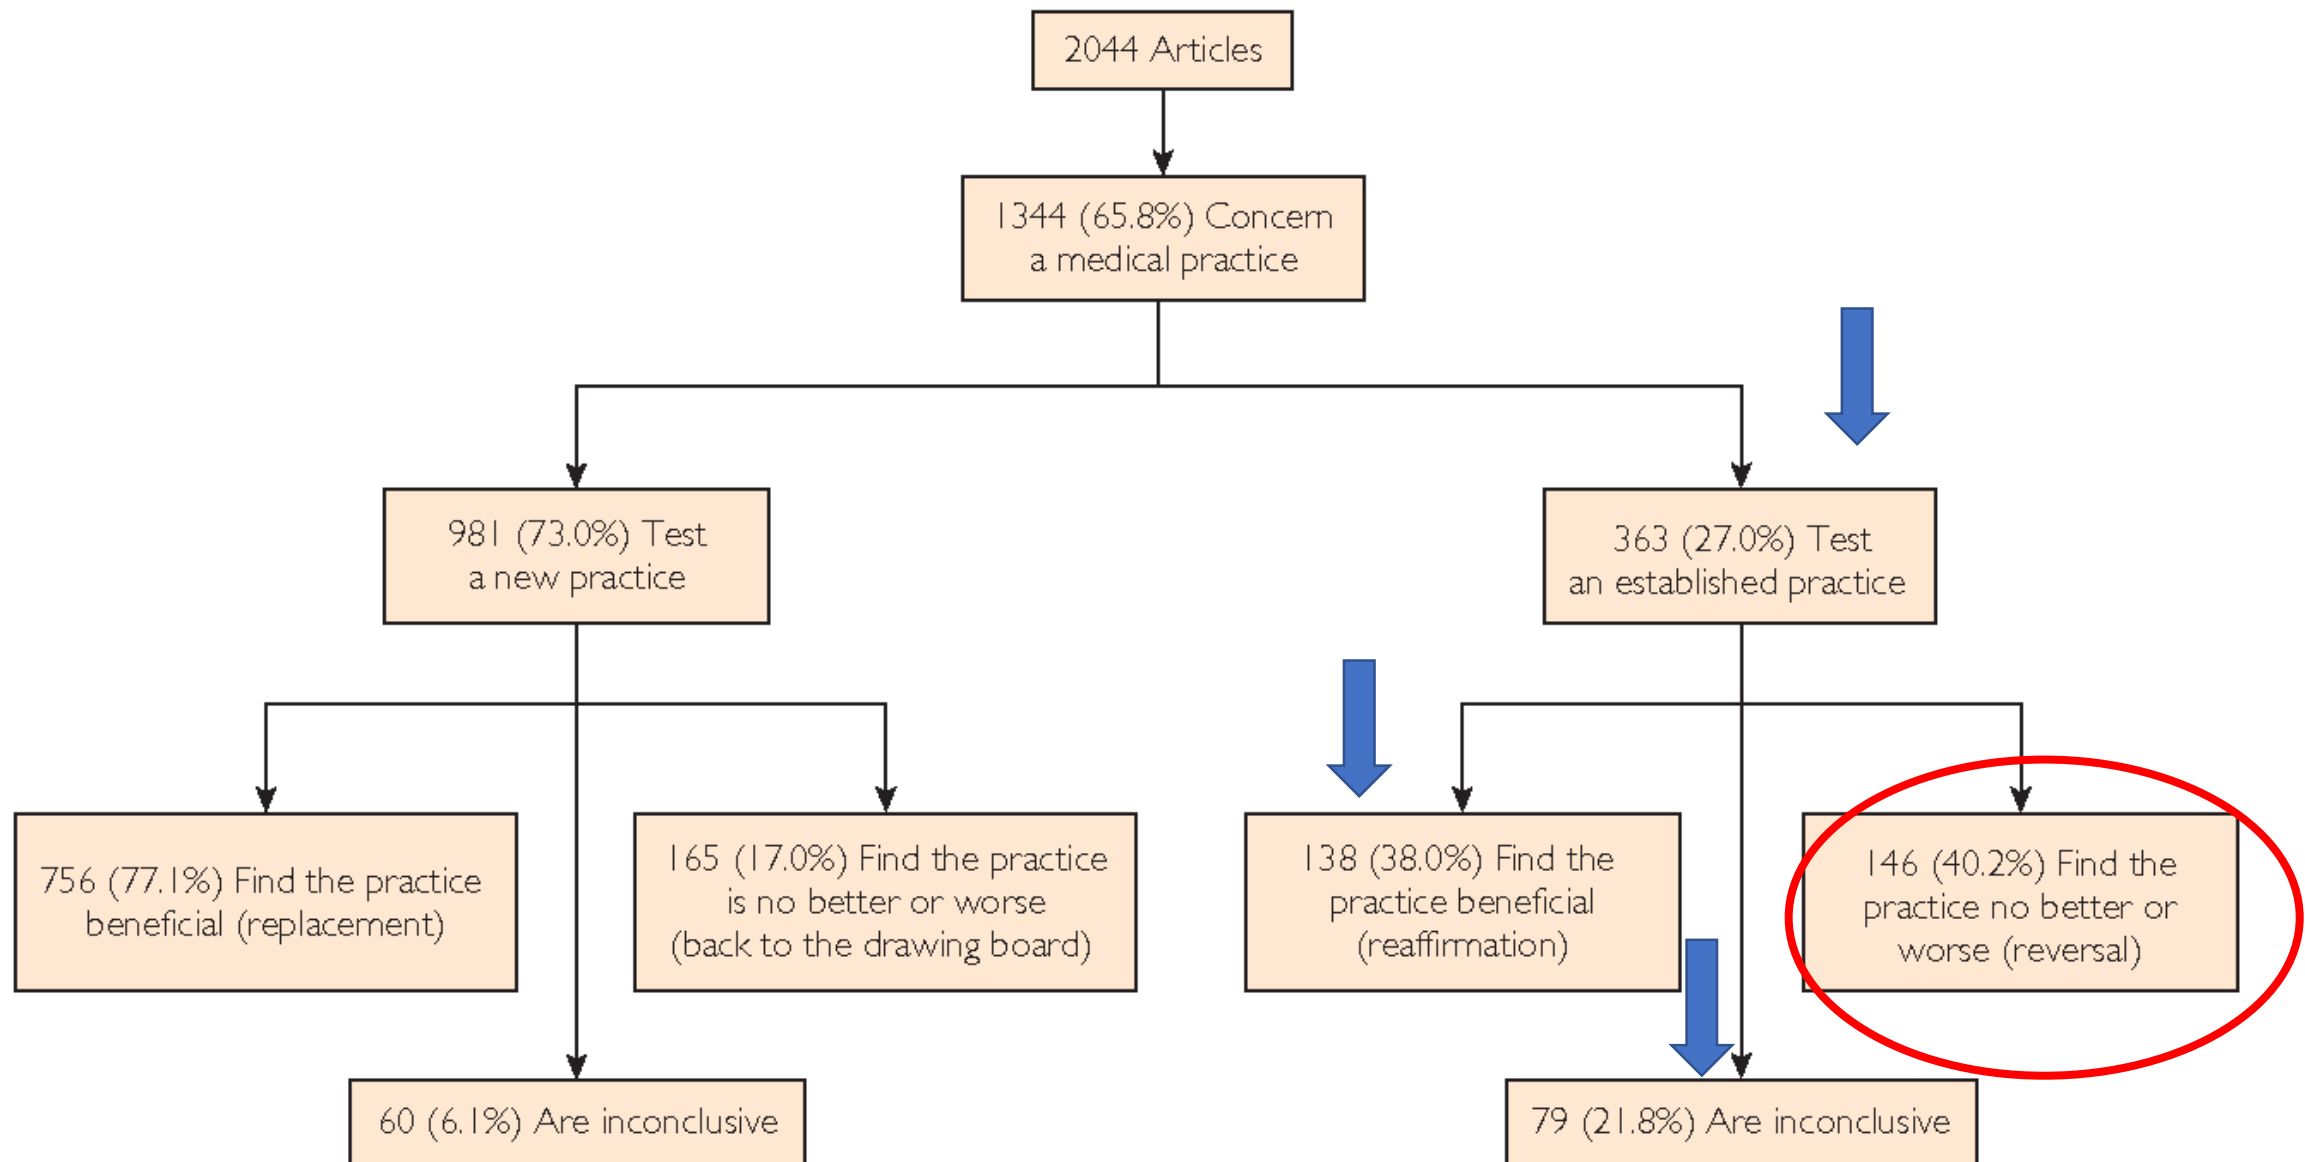 2044 Articles
1344 (65.8%) Concern
a medical practice
981 (73.0%) Test
a new practice
363 (27.0%) Test
an established practice
756 (77.1%) Find the practice
beneficial (replacement)
165 (17.0%) Find the practice
is no better or worse
(back to the drawing board)
138 (38.0%) Find the
practice beneficial
(reaffirmation)
146 (40.2%) Find the
practice no better or
worse (reversal)
60 (6.1%) Are inconclusive
79 (21.8%) Are inconclusive